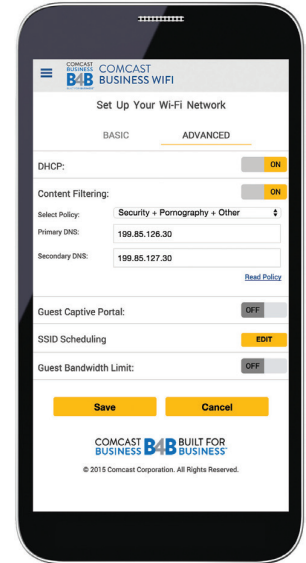 COMCAST BUSINESS B4B COMCAST BUSINESS WIFI
Set Up Your Wi-Fi Network
BASIC ADVANCED
DHCP: ON
Content Filtering: ON
Select Policy: Security + Pornography + Other
Primary DNS: 199.85.126.30
Secondary DNS: 199.85.127.30
Read Policy
Guest Captive Portal: OFF
SSID Scheduling EDIT
Guest Bandwidth Limit: OFF
Save Cancel
COMCAST BUSINESS B4B BUILT FOR BUSINESS™
© 2015 Comcast Corporation. All Rights Reserved.